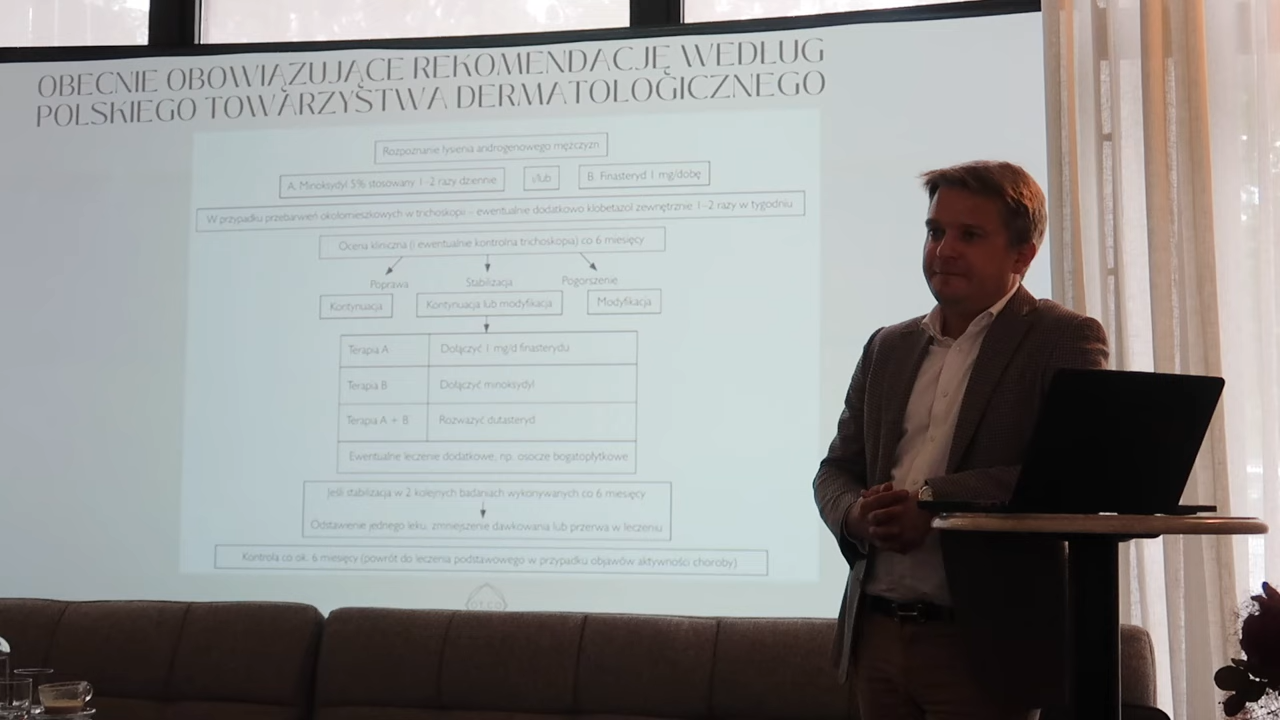 OBECNIE OBOWIĄZUJĄCE REKOMENDACJĘ WEDŁUG
POLSKIEGO TOWARZYSTWA DERMATOLOGICZNEGO
Rozpoznanie łysienia androgenowego mężczyzn
A. Minoksydyl 5% stosowany 1–2 razy dziennie
i/lub
B. Finasteryd 1 mg/dobę
W przypadku przebarwień okołomieszkowych w trichoskopii – ewentualnie dodatkowo klobetazol zewnętrznie 1–2 razy w tygodniu
Ocena kliniczna (i ewentualnie kontrolna trichoskopia) co 6 miesięcy
Poprawa
Stabilizacja
Pogorszenie
Kontynuacja
Kontynuacja lub modyfikacja
Modyfikacja
Terapia A
Dołączyć 1 mg/d finasterydu
Terapia B
Dołączyć minoksydyl
Terapia A + B
Rozważyć dutasteryd
Ewentualne leczenie dodatkowe, np. osocze bogatopłytkowe
Jeśli stabilizacja w 2 kolejnych badaniach wykonywanych co 6 miesięcy
Odstawienie jednego leku, zmniejszenie dawkowania lub przerwa w leczeniu
Kontrola co ok. 6 miesięcy (powrót do leczenia podstawowego w przypadku objawów aktywności choroby)